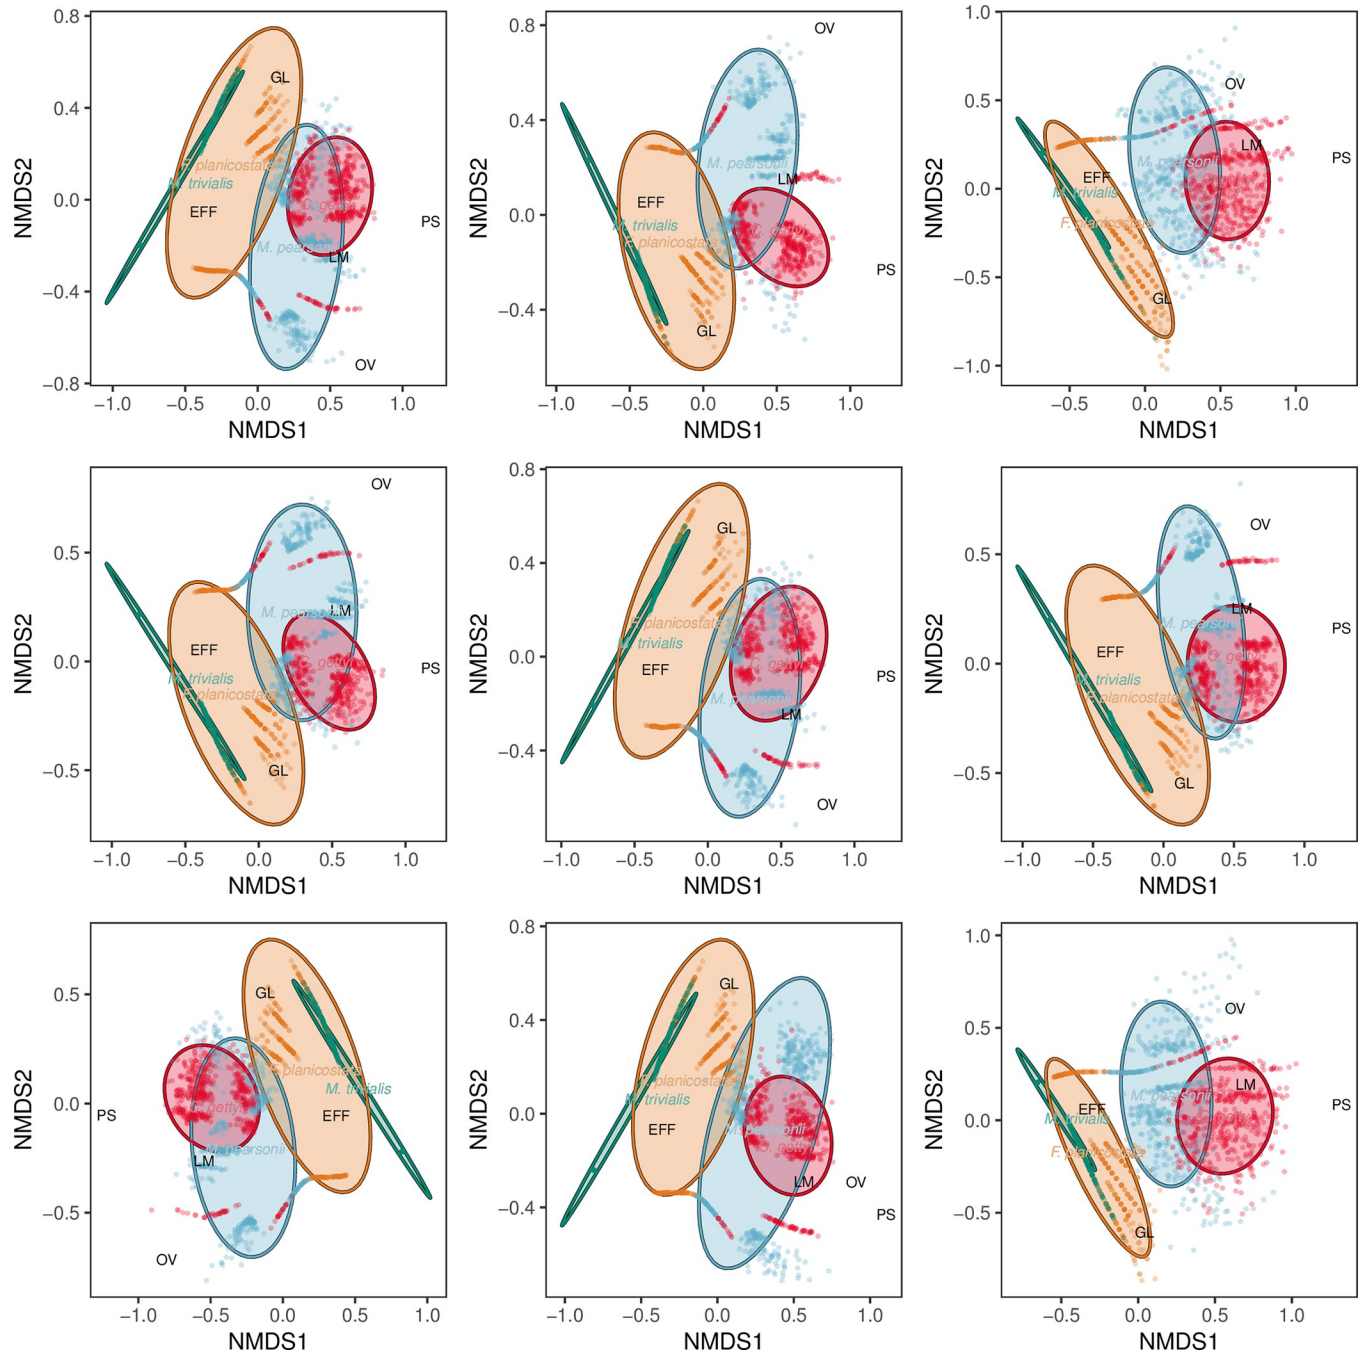 0.8
0.4
0.0
−0.4
−0.8
NMDS2
GL
F. planicostata
M. trivialis
EFF
M. pearsonii
PS
LM
OV
−1.0 −0.5 0.0 0.5 1.0
NMDS1
0.8
0.4
0.0
−0.4
NMDS2
OV
M. pearsonii
LM
EFF
M. trivialis
F. planicostata
C. gettyi
PS
GL
−1.0 −0.5 0.0 0.5 1.0
NMDS1
1.0
0.5
0.0
−0.5
−1.0
NMDS2
OV
LM
PS
M. pearsonii
EFF
M. trivialis
F. planicostata
GL
−0.5 0.0 0.5 1.0
NMDS1
0.5
0.0
−0.5
NMDS2
OV
M. pearsonii
LM
EFF
C. gettyi
PS
M. trivialis
F. planicostata
GL
−1.0 −0.5 0.0 0.5 1.0
NMDS1
0.8
0.4
0.0
−0.4
NMDS2
GL
F. planicostata
M. trivialis
EFF
C. gettyi
PS
M. pearsonii
LM
OV
−1.0 −0.5 0.0 0.5 1.0
NMDS1
0.5
0.0
−0.5
NMDS2
OV
LM
M. pearsonii
PS
EFF
C. gettyi
M. trivialis
F. planicostata
GL
−1.0 −0.5 0.0 0.5 1.0
NMDS1
0.5
0.0
−0.5
NMDS2
GL
F. planicostata
M. trivialis
C. gettyi
PS
EFF
M. pearsonii
LM
OV
−1.0 −0.5 0.0 0.5 1.0
NMDS1
0.8
0.4
0.0
−0.4
NMDS2
GL
F. planicostata
M. trivialis
EFF
M. pearsonii
C. gettyi
LM
OV
PS
−1.0 −0.5 0.0 0.5 1.0
NMDS1
1.0
0.5
0.0
−0.5
NMDS2
OV
LM
PS
M. pearsonii
EFF
M. trivialis
F. planicostata
GL
−0.5 0.0 0.5 1.0
NMDS1